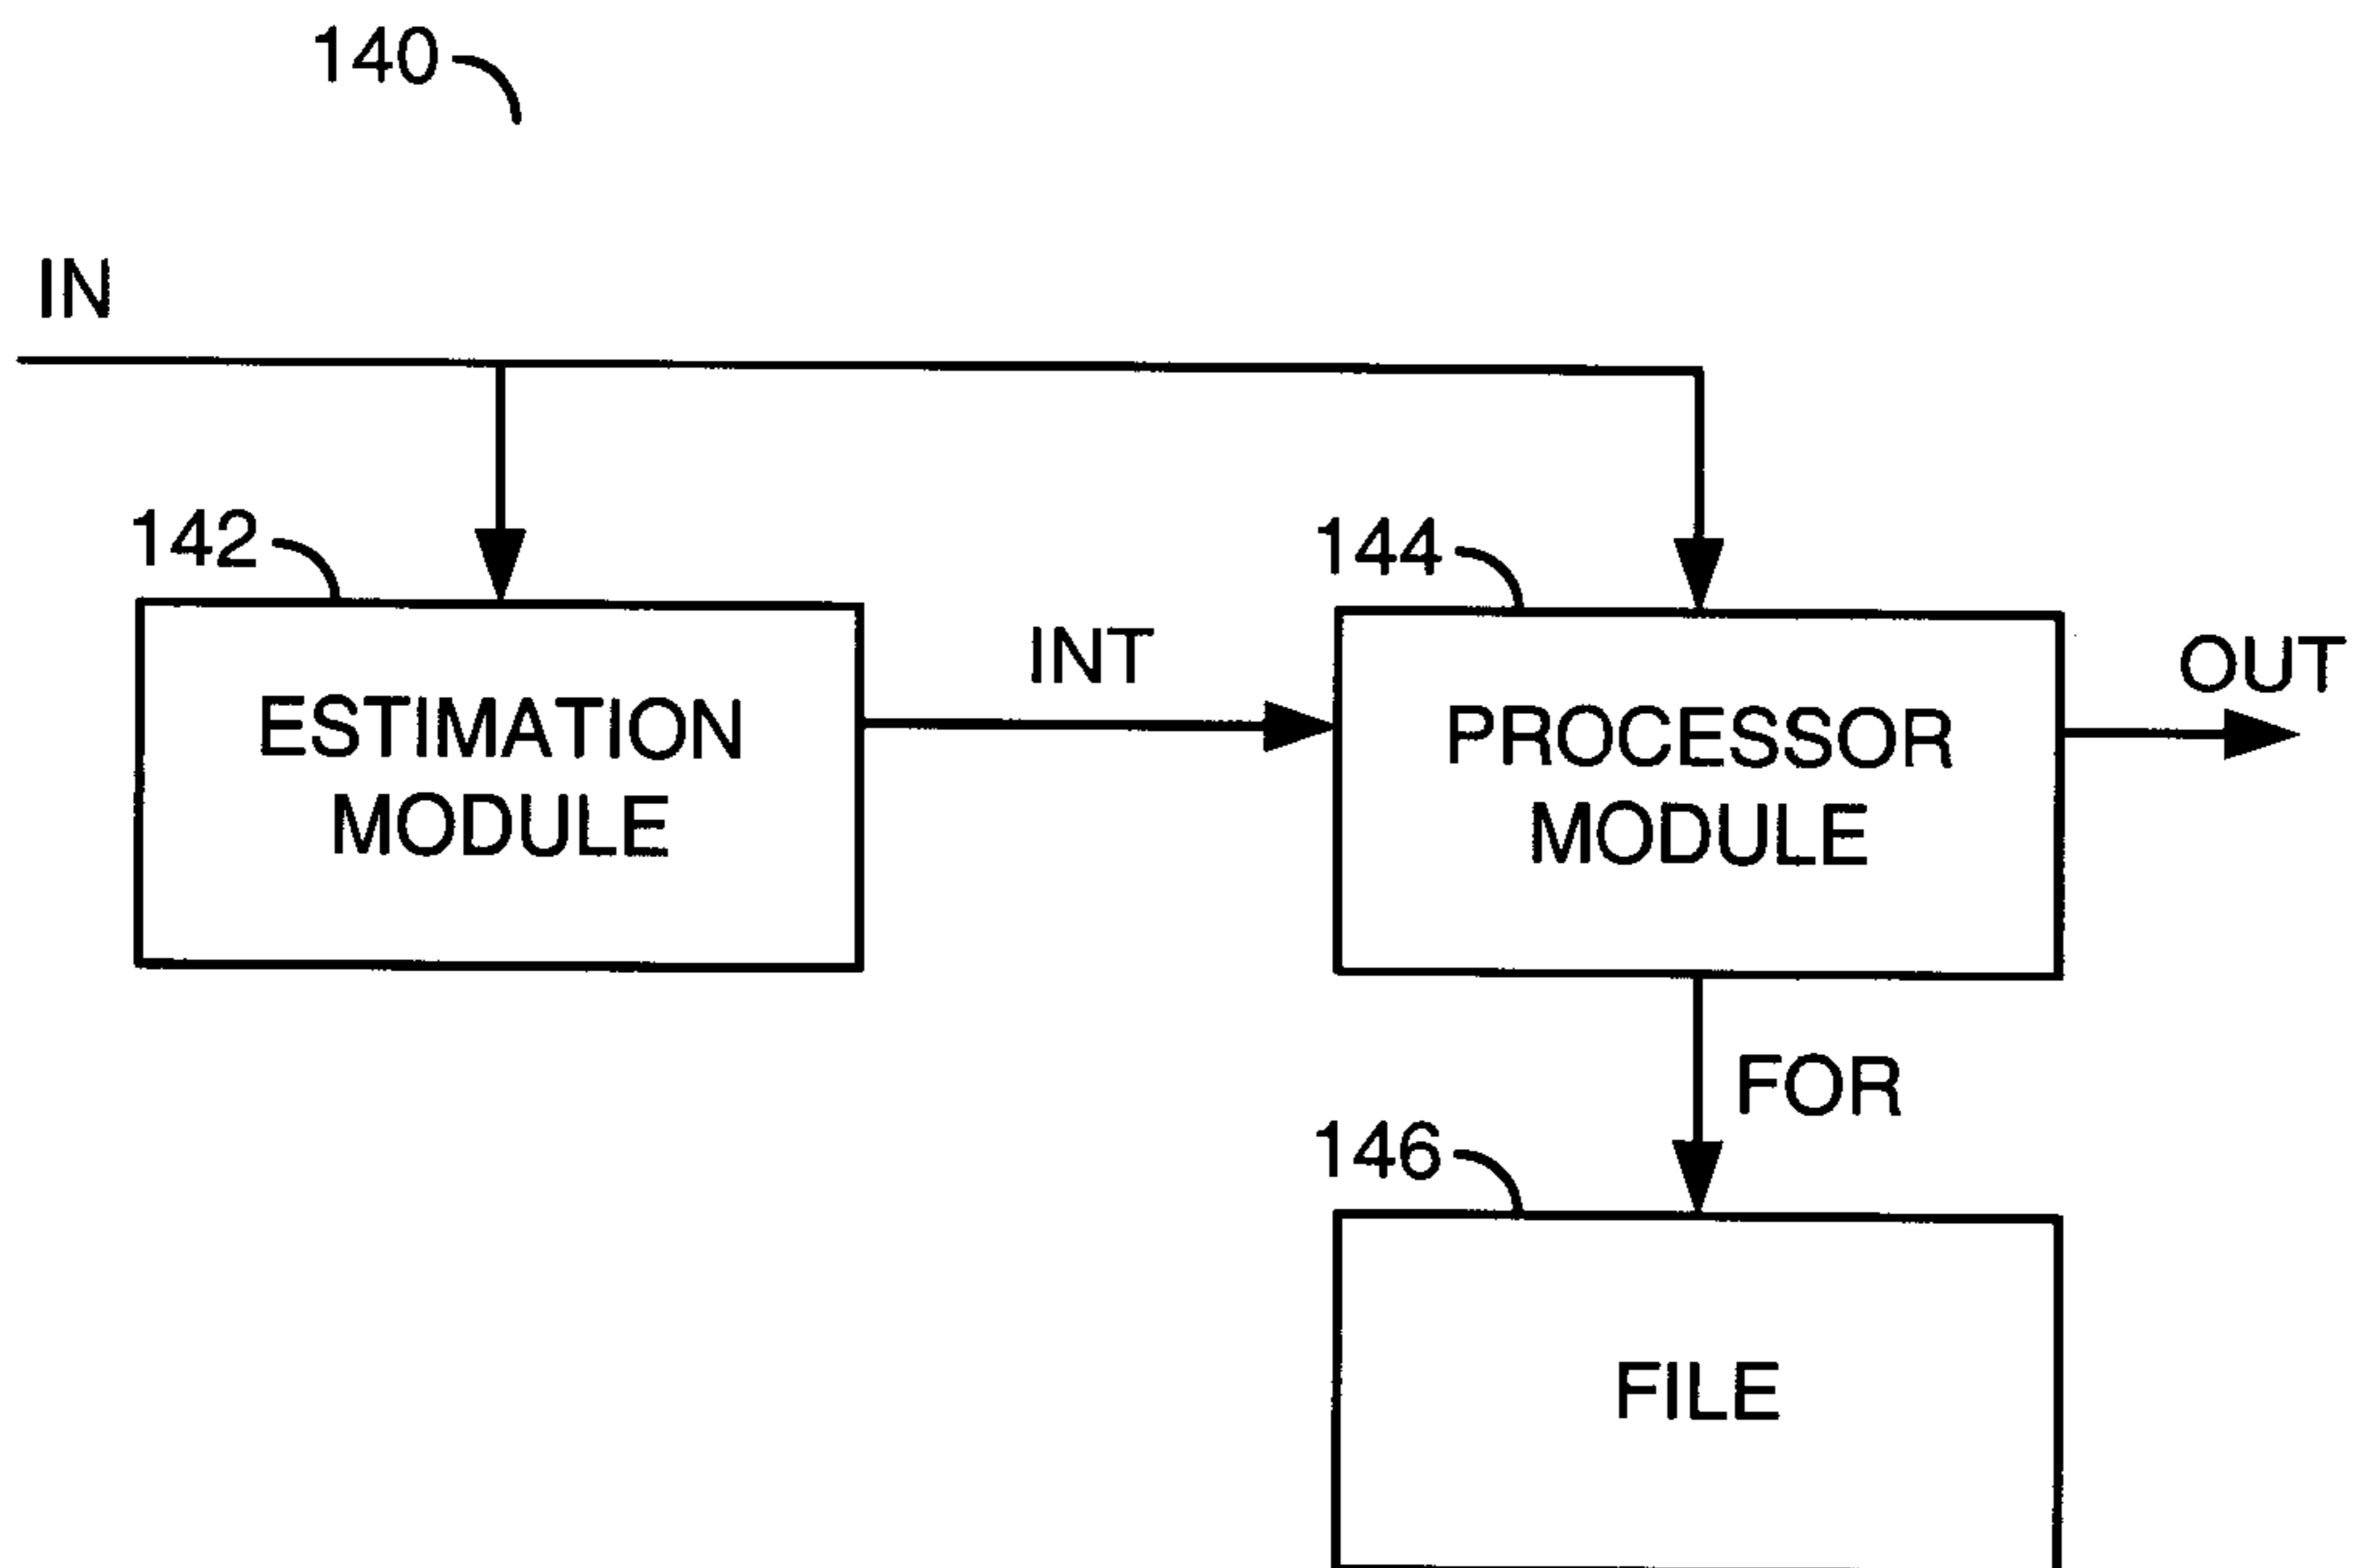 140
IN
142
144
INT
OUT
ESTIMATION
MODULE
PROCESSOR
MODULE
FOR
146
FILE